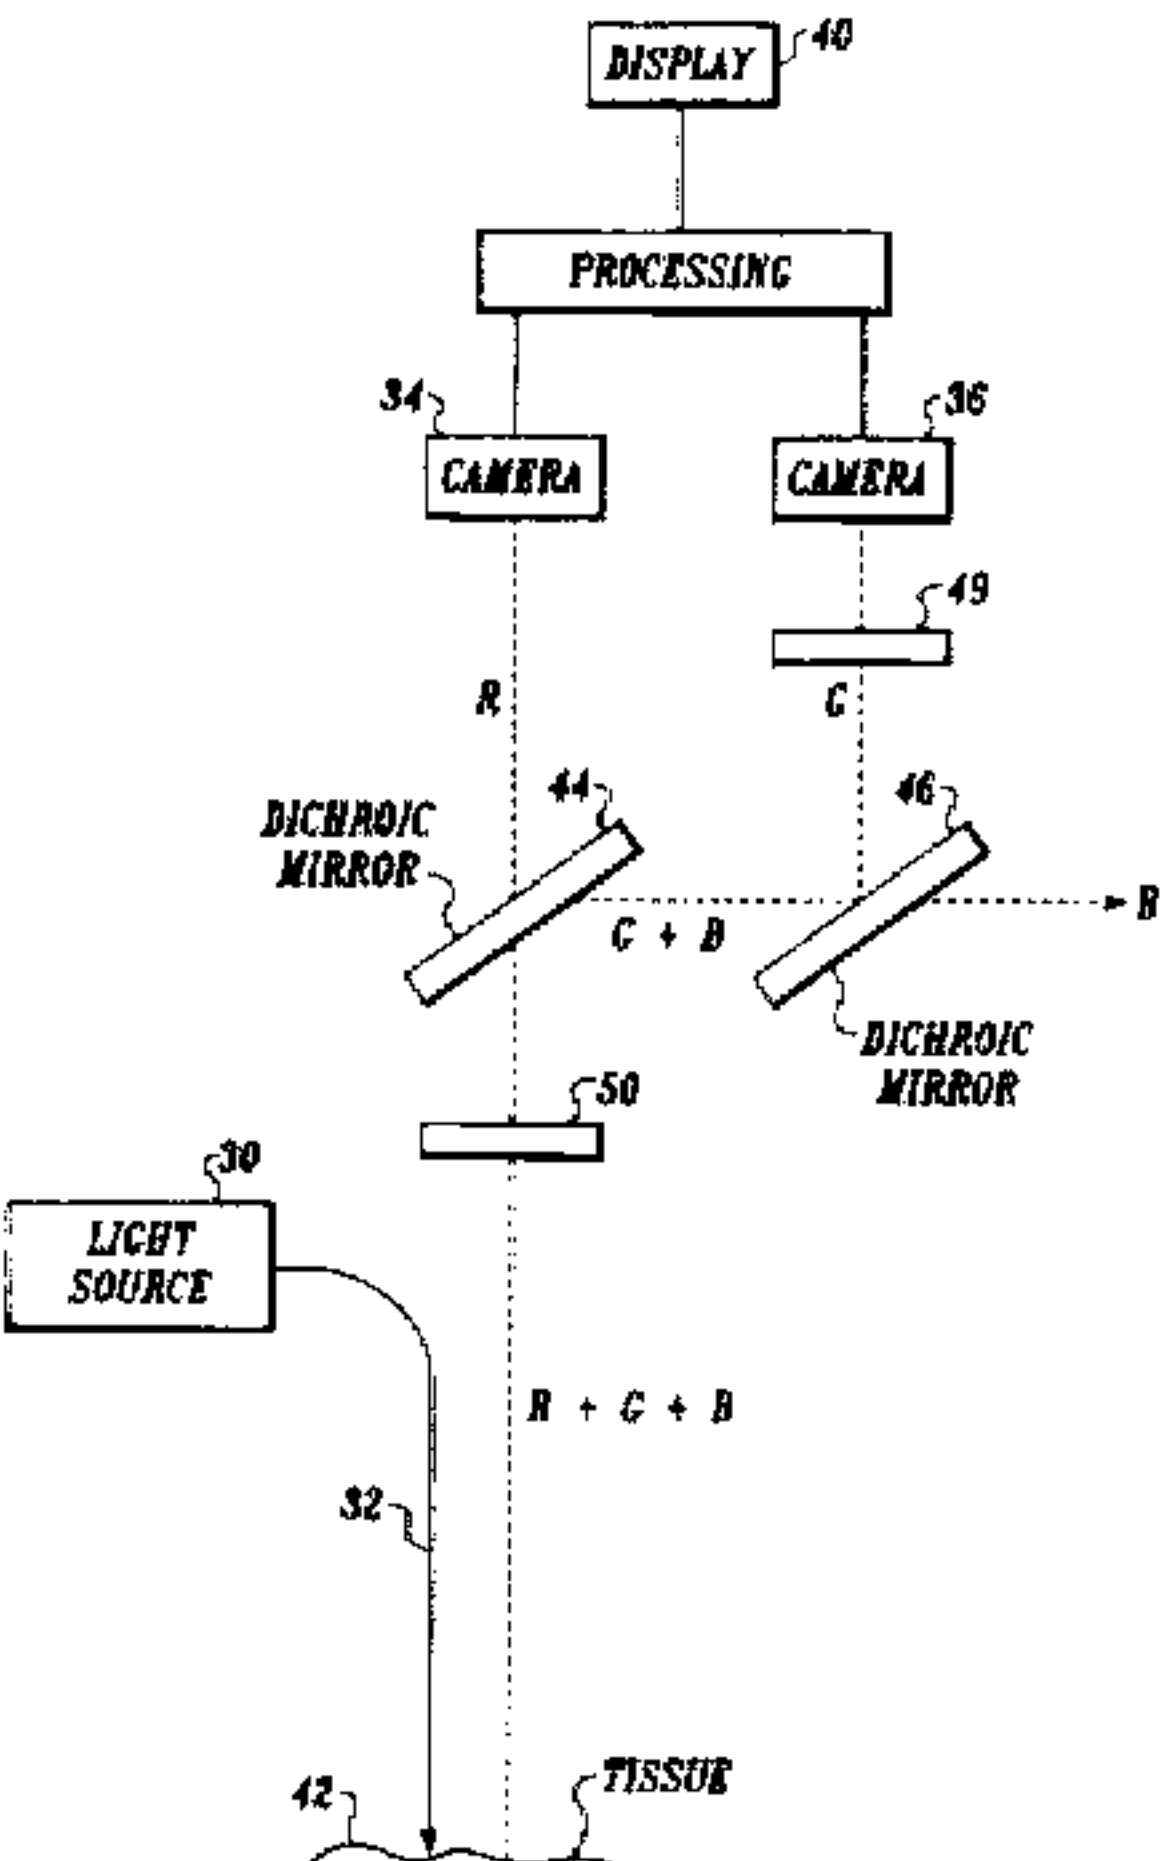 DISPLAY
40
PROCESSING
34
36
CAMERA
CAMERA
49
R
G
44
46
DICHROIC
MIRROR
G + B
B
DICHROIC
MIRROR
50
30
LIGHT
SOURCE
R + G + B
32
42
TISSUE